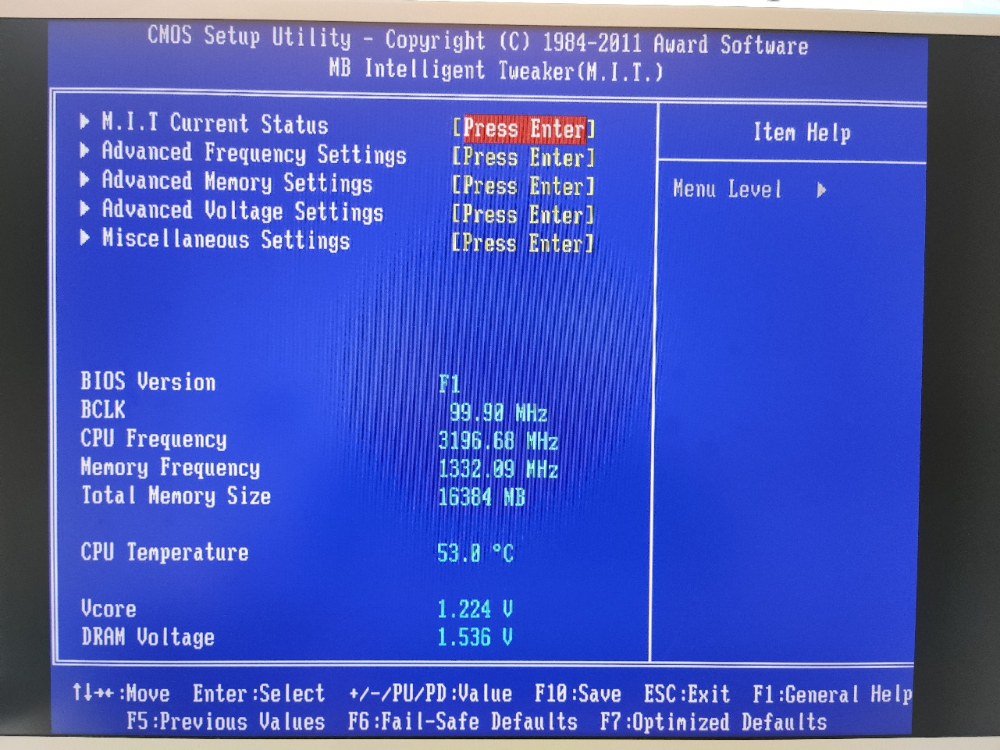 CMOS Setup Utility - Copyright (C) 1984-2011 Award Software
MB Intelligent Tweaker(M.I.T.)
▶ M.I.T Current Status [Press Enter]
▶ Advanced Frequency Settings [Press Enter]
▶ Advanced Memory Settings [Press Enter]
▶ Advanced Voltage Settings [Press Enter]
▶ Miscellaneous Settings [Press Enter]
Item Help
Menu Level ▶
BIOS Version F1
BCLK 99.90 MHz
CPU Frequency 3196.68 MHz
Memory Frequency 1332.09 MHz
Total Memory Size 16384 MB
CPU Temperature 53.0 °C
Vcore 1.224 V
DRAM Voltage 1.536 V
↑↓→←:Move Enter:Select +/-/PU/PD:Value F10:Save ESC:Exit F1:General Help
F5:Previous Values F6:Fail-Safe Defaults F7:Optimized Defaults